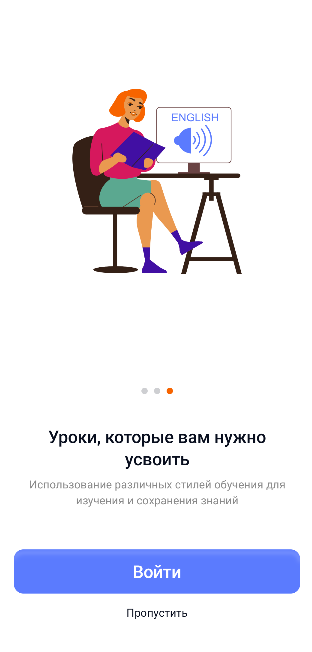 ENGLISH
Уроки, которые вам нужно
усвоить
Использование различных стилей обучения для
изучения и сохранения знаний
Войти
Пропустить